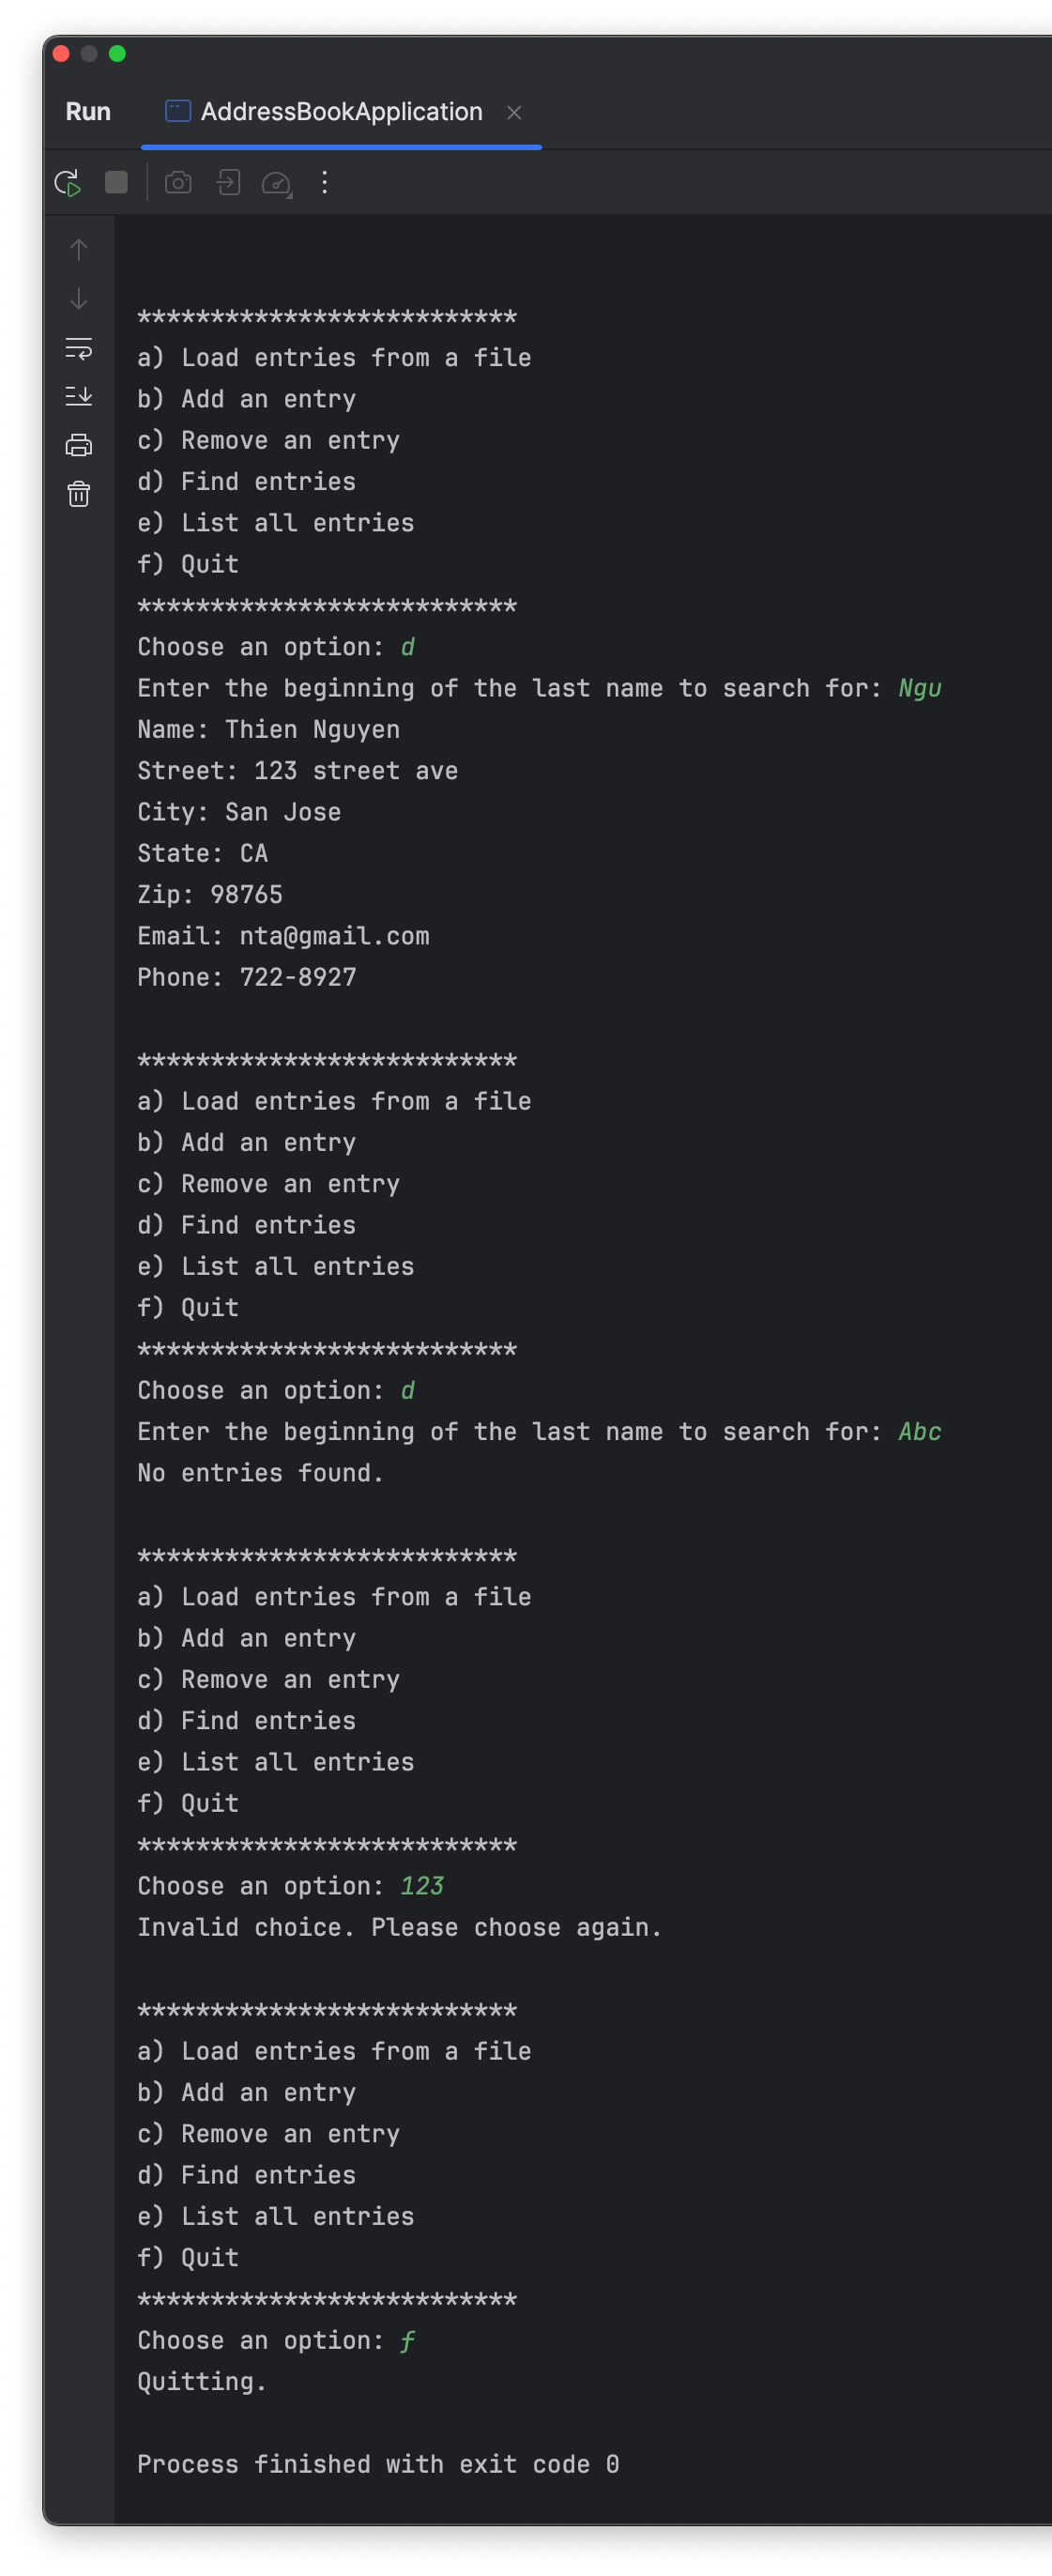 Run AddressBookApplication
**************************
a) Load entries from a file
b) Add an entry
c) Remove an entry
d) Find entries
e) List all entries
f) Quit
**************************
Choose an option: d
Enter the beginning of the last name to search for: Ngu
Name: Thien Nguyen
Street: 123 street ave
City: San Jose
State: CA
Zip: 98765
Email: nta@gmail.com
Phone: 722-8927
**************************
a) Load entries from a file
b) Add an entry
c) Remove an entry
d) Find entries
e) List all entries
f) Quit
**************************
Choose an option: d
Enter the beginning of the last name to search for: Abc
No entries found.
**************************
a) Load entries from a file
b) Add an entry
c) Remove an entry
d) Find entries
e) List all entries
f) Quit
**************************
Choose an option: 123
Invalid choice. Please choose again.
**************************
a) Load entries from a file
b) Add an entry
c) Remove an entry
d) Find entries
e) List all entries
f) Quit
**************************
Choose an option: f
Quitting.
Process finished with exit code 0